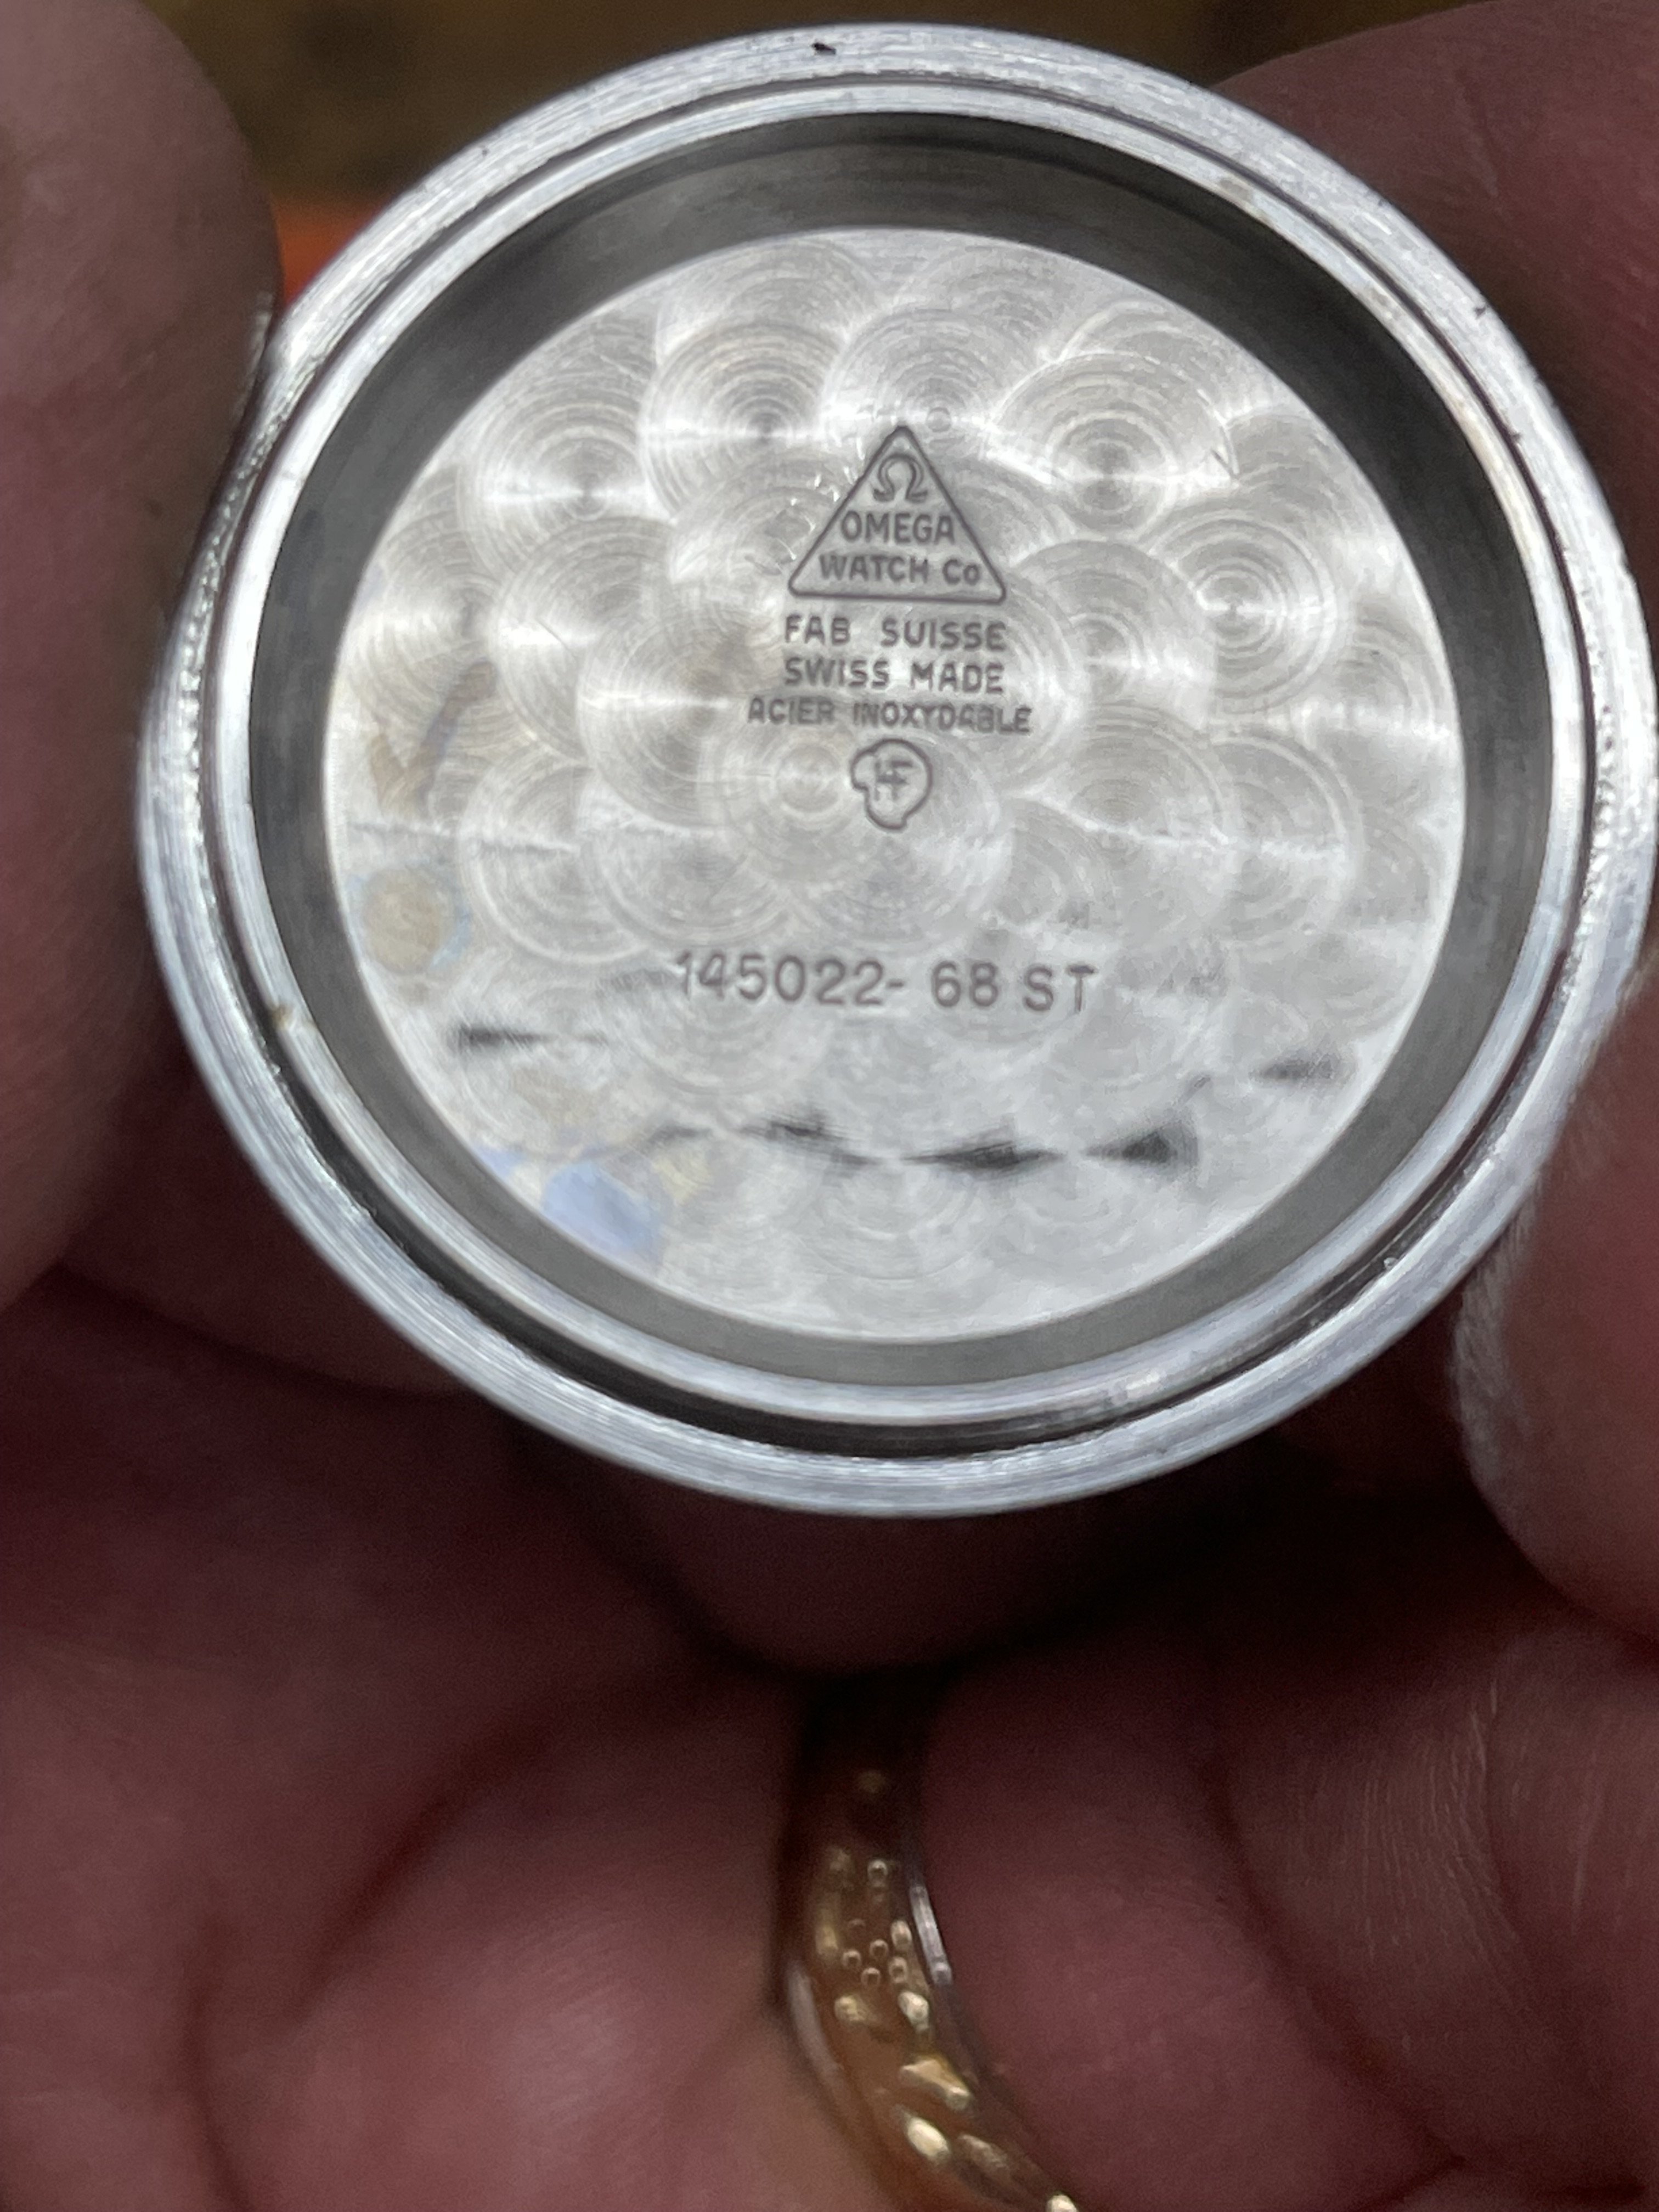 Ω
OMEGA
WATCH Co
FAB SUISSE
SWISS MADE
ACIER INOXYDABLE
HF
145022- 68 ST